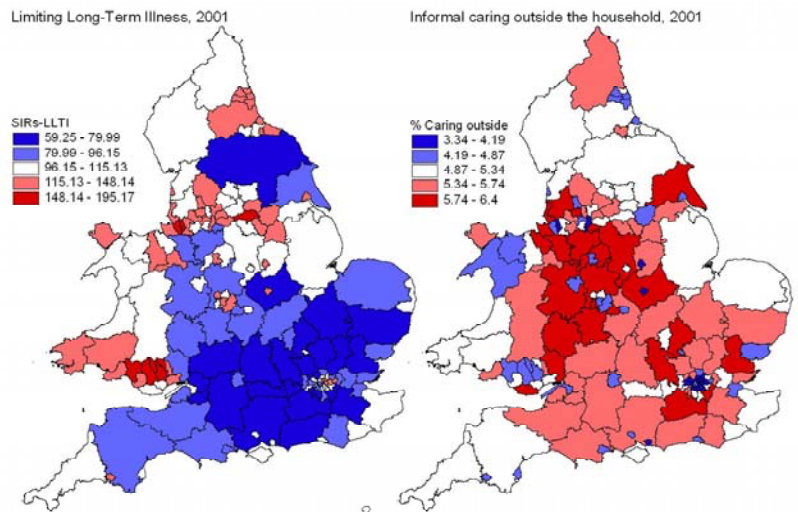 Limiting Long-Term Illness, 2001
SIRs-LLTI
59.25 - 79.99
79.99 - 96.15
96.15 - 115.13
115.13 - 148.14
148.14 - 195.17
Informal caring outside the household, 2001
% Caring outside
3.34 - 4.19
4.19 - 4.87
4.87 - 5.34
5.34 - 5.74
5.74 - 6.4